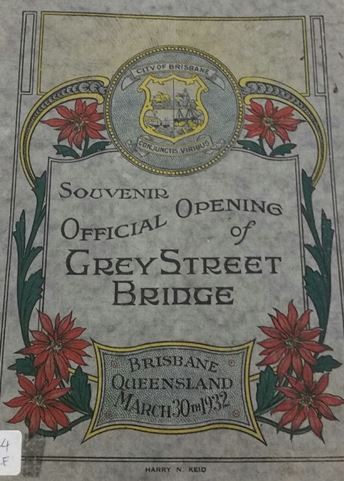 CITY OF BRISBANE
CONJUNCTIS VIRIBUS
SOUVENIR
OFFICIAL OPENING
of
GREY STREET
BRIDGE
BRISBANE
QUEENSLAND
MARCH 30TH 1932
4
F
HARRY N. REID